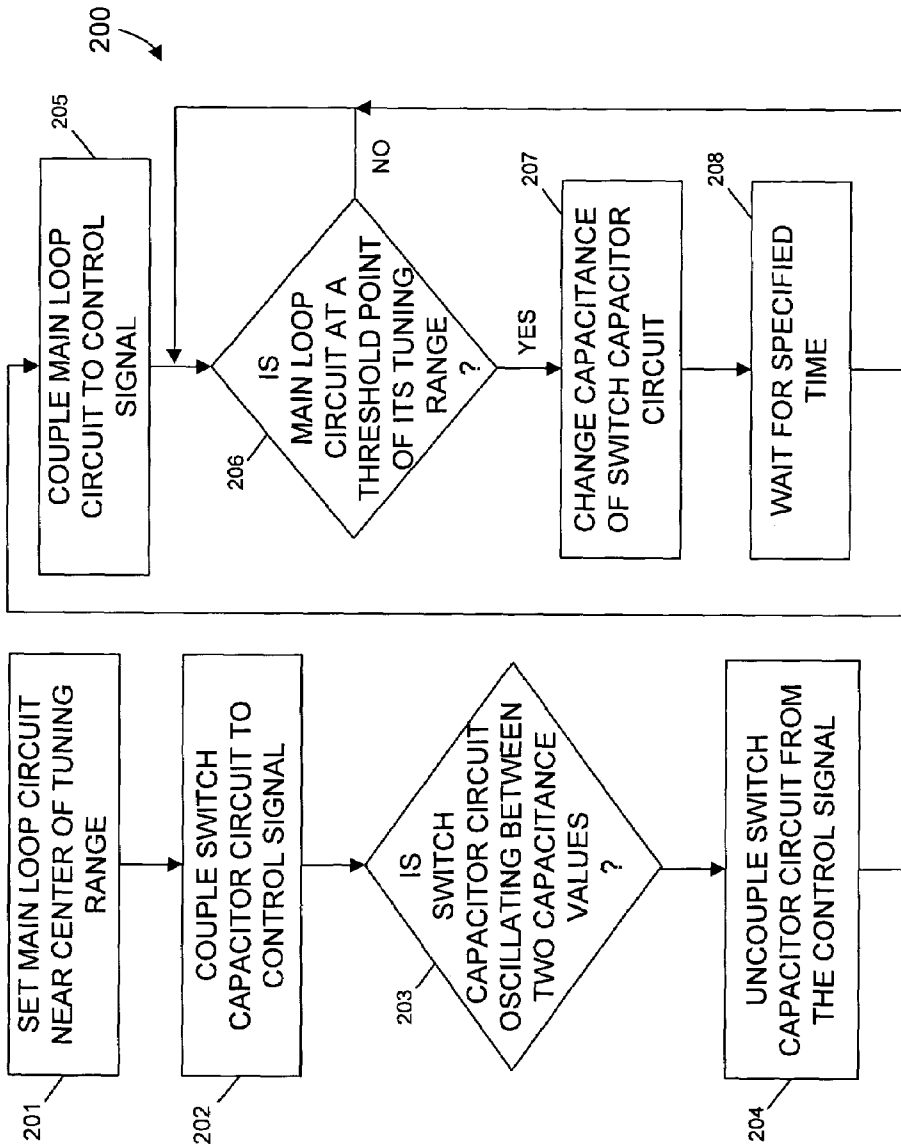 200
201
SET MAIN LOOP CIRCUIT
NEAR CENTER OF TUNING
RANGE
202
COUPLE SWITCH
CAPACITOR CIRCUIT TO
CONTROL SIGNAL
203
IS
SWITCH
CAPACITOR CIRCUIT
OSCILLATING BETWEEN
TWO CAPACITANCE
VALUES
?
204
UNCOUPLE SWITCH
CAPACITOR CIRCUIT FROM
THE CONTROL SIGNAL
205
COUPLE MAIN LOOP
CIRCUIT TO CONTROL
SIGNAL
206
IS
MAIN LOOP
CIRCUIT AT A
THRESHOLD POINT
OF ITS TUNING
RANGE
?
NO
YES
207
CHANGE CAPACITANCE
OF SWITCH CAPACITOR
CIRCUIT
208
WAIT FOR SPECIFIED
TIME